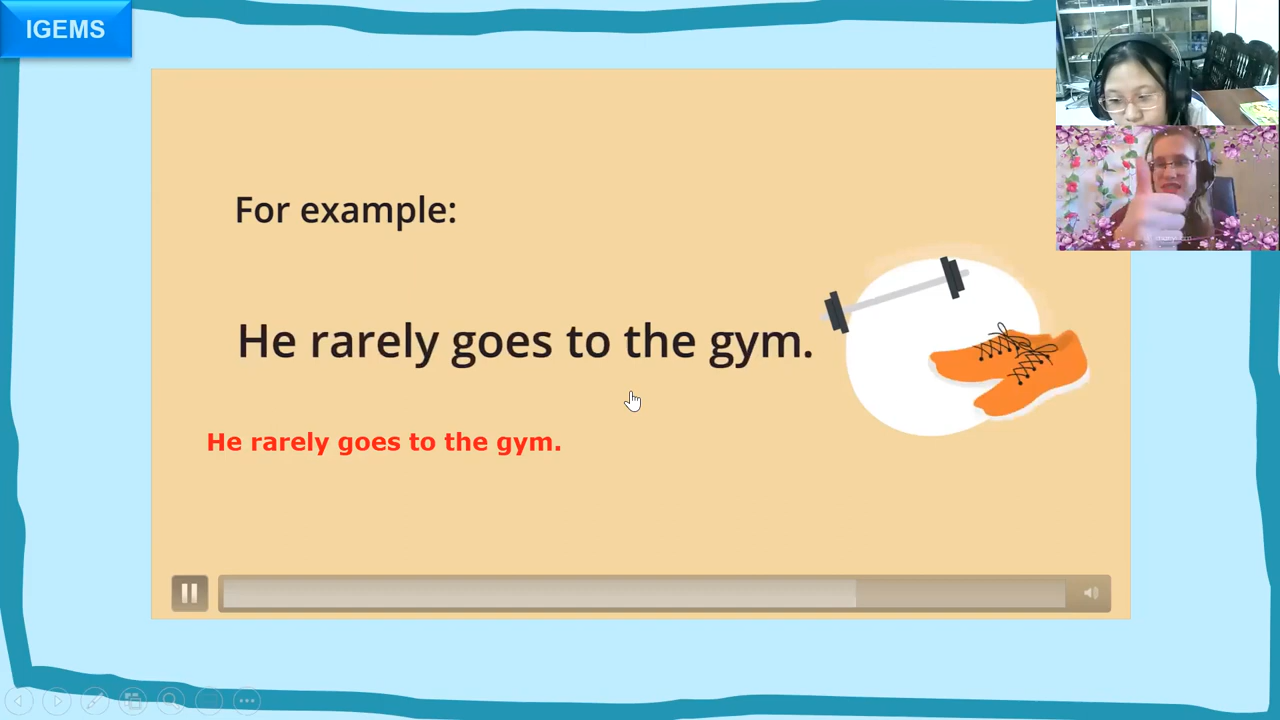 IGEMS
For example:
He rarely goes to the gym.
He rarely goes to the gym.